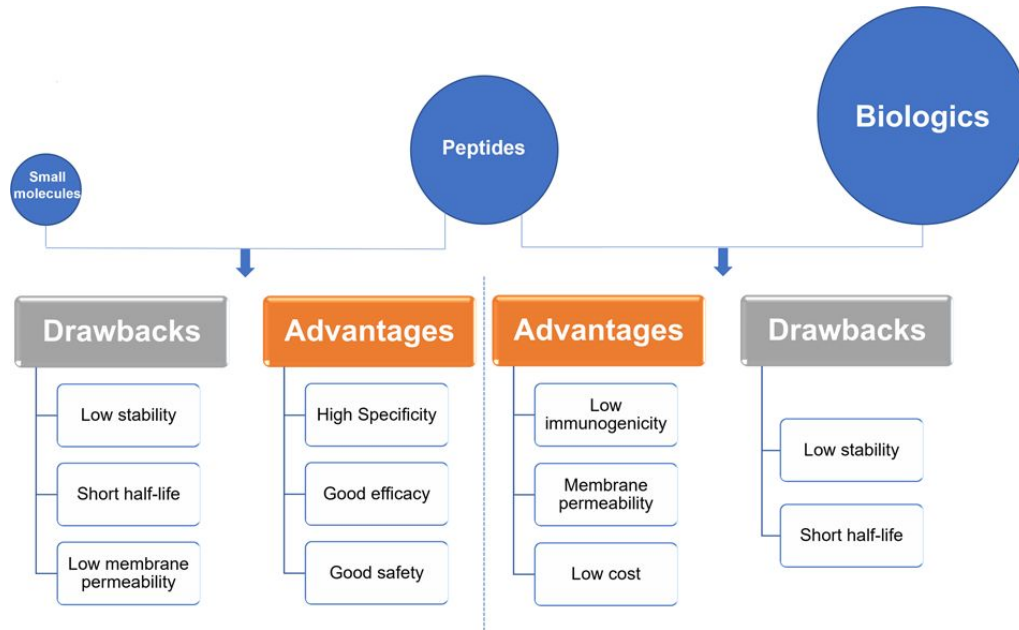 Small
molecules
Peptides
Biologics
Drawbacks
Low stability
Short half-life
Low membrane
permeability
Advantages
High Specificity
Good efficacy
Good safety
Advantages
Low
immunogenicity
Membrane
permeability
Low cost
Drawbacks
Low stability
Short half-life